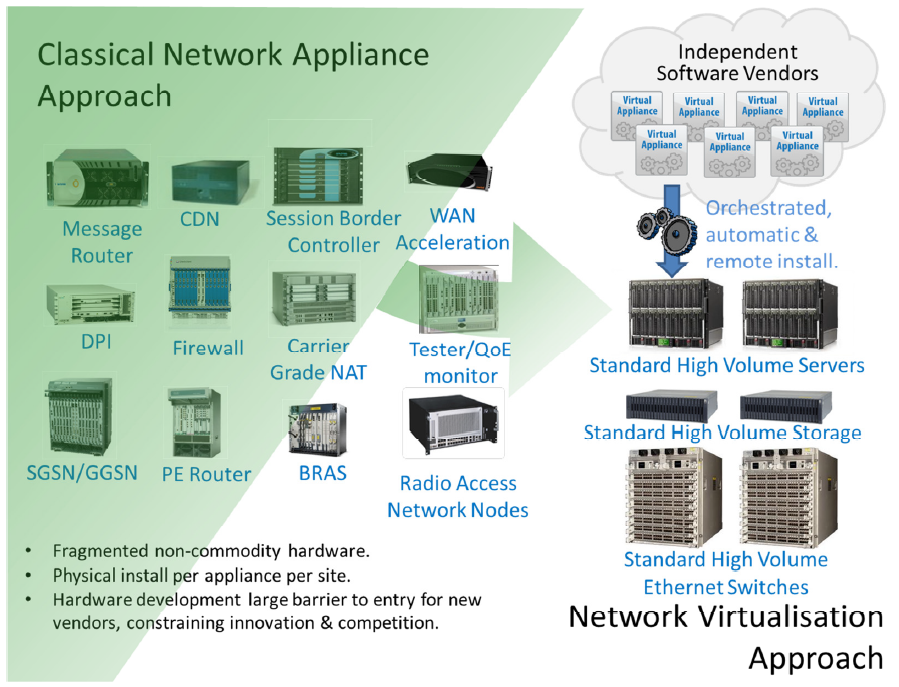 Classical Network Appliance
Approach
Message
Router
CDN
Session Border
Controller
WAN
Acceleration
DPI
Firewall
Carrier
Grade NAT
Tester/QoE
monitor
SGSN/GGSN
PE Router
BRAS
Radio Access
Network Nodes
• Fragmented non-commodity hardware.
• Physical install per appliance per site.
• Hardware development large barrier to entry for new
vendors, constraining innovation & competition.
Independent
Software Vendors
Virtual
Appliance
Virtual
Appliance
Virtual
Appliance
Virtual
Appliance
Virtual
Appliance
Virtual
Appliance
Virtual
Appliance
Orchestrated,
automatic &
remote install.
Standard High Volume Servers
Standard High Volume Storage
Standard High Volume
Ethernet Switches
Network Virtualisation
Approach